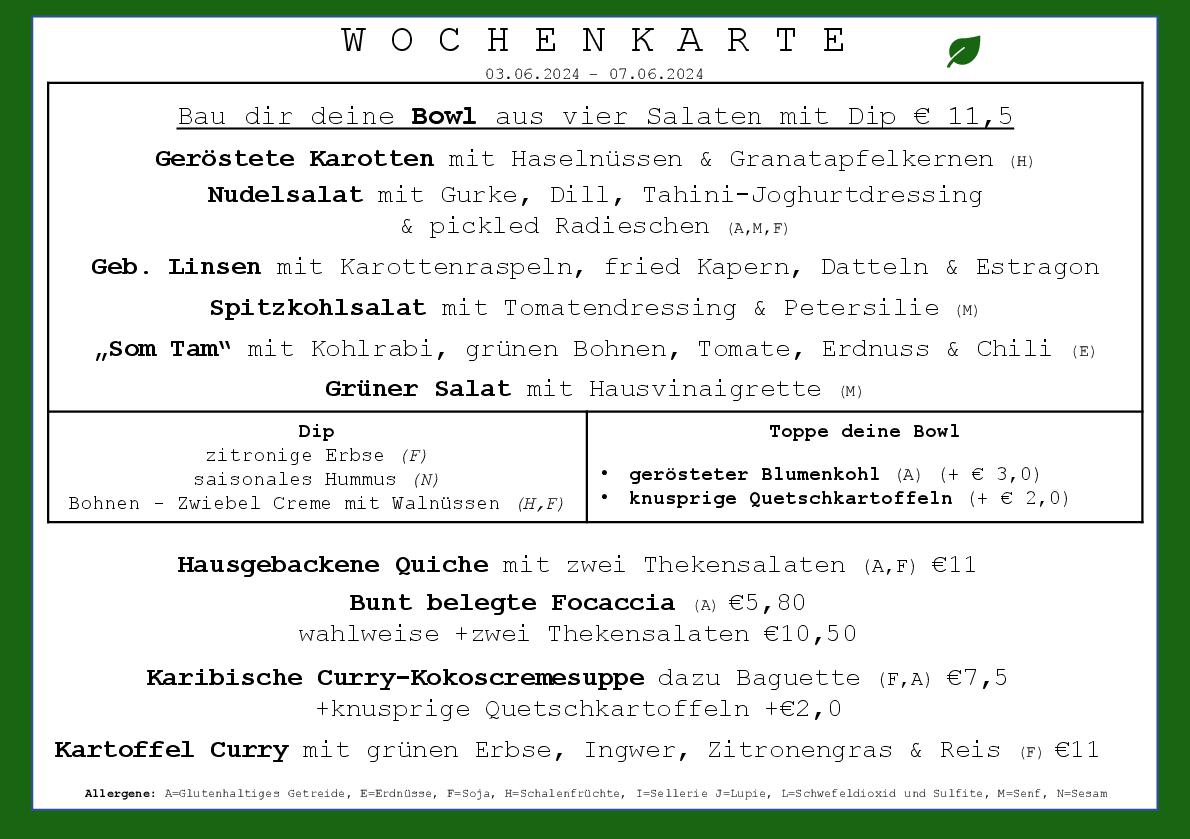 WOCHENKARTE
03.06.2024 – 07.06.2024
Bau dir deine Bowl aus vier Salaten mit Dip € 11,5
Geröstete Karotten mit Haselnüssen & Granatapfelkernen (H)
Nudelsalat mit Gurke, Dill, Tahini-Joghurtdressing
& pickled Radieschen (A,M,F)
Geb. Linsen mit Karottenraspeln, fried Kapern, Datteln & Estragon
Spitzkohlsalat mit Tomatendressing & Petersilie (M)
„Som Tam“ mit Kohlrabi, grünen Bohnen, Tomate, Erdnuss & Chili (E)
Grüner Salat mit Hausvinaigrette (M)
Dip
zitronige Erbse (F)
saisonales Hummus (N)
Bohnen - Zwiebel Creme mit Walnüssen (H,F)
Toppe deine Bowl
• gerösteter Blumenkohl (A) (+ € 3,0)
• knusprige Quetschkartoffeln (+ € 2,0)
Hausgebackene Quiche mit zwei Thekensalaten (A,F) €11
Bunt belegte Focaccia (A) €5,80
wahlweise +zwei Thekensalaten €10,50
Karibische Curry-Kokoscremesuppe dazu Baguette (F,A) €7,5
+knusprige Quetschkartoffeln +€2,0
Kartoffel Curry mit grünen Erbse, Ingwer, Zitronengras & Reis (F) €11
Allergene: A=Glutenhaltiges Getreide, E=Erdnüsse, F=Soja, H=Schalenfrüchte, I=Sellerie J=Lupie, L=Schwefeldioxid und Sulfite, M=Senf, N=Sesam